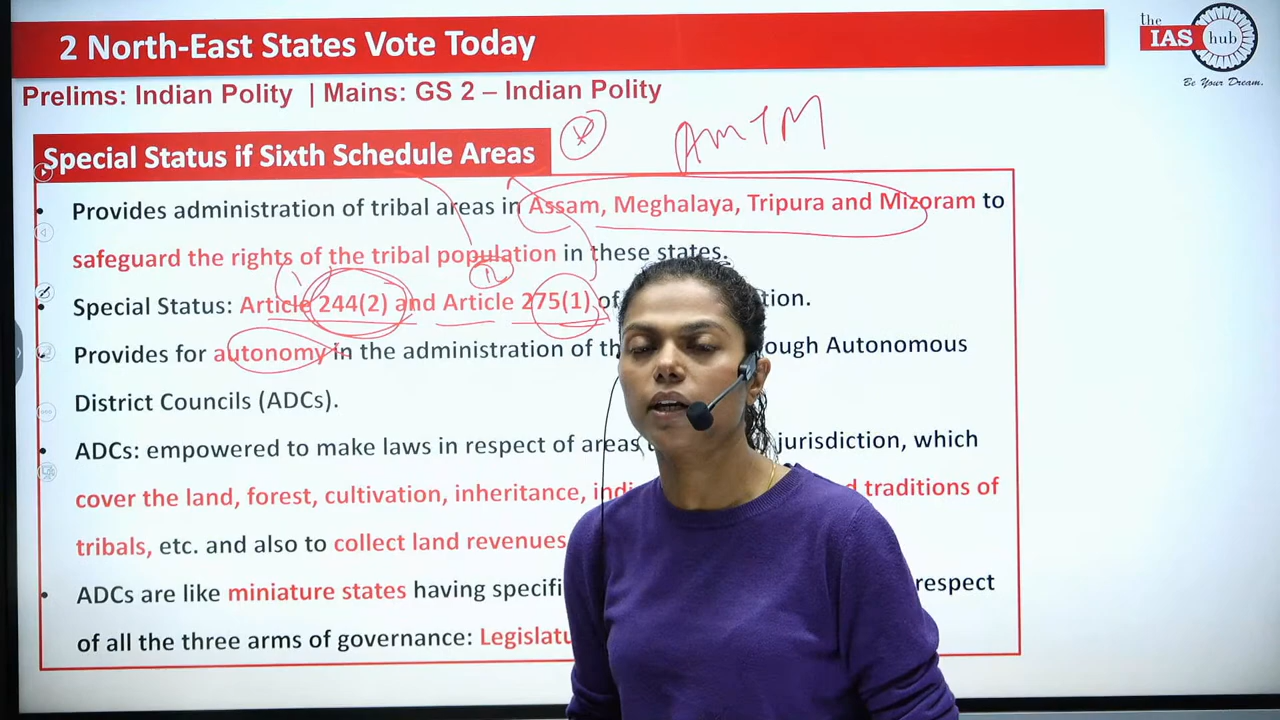 2 North-East States Vote Today
the
IAS hub
Be Your Dream.
Prelims: Indian Polity | Mains: GS 2 – Indian Polity
AMTM
Special Status if Sixth Schedule Areas
• Provides administration of tribal areas in Assam, Meghalaya, Tripura and Mizoram to
safeguard the rights of the tribal population in these states.
• Special Status: Article 244(2) and Article 275(1) of
• Provides for autonomy in the administration of Autonomous
District Councils (ADCs).
• ADCs: empowered to make laws in respect of areas jurisdiction, which
cover the land, forest, cultivation, inheritance, traditions of
tribals, etc. and also to collect land revenues
• ADCs are like miniature states having respect
of all the three arms of governance: